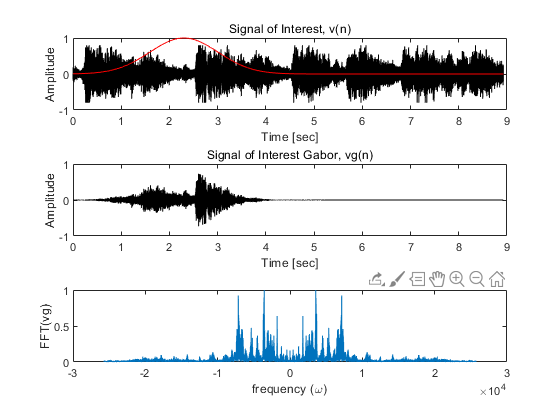 Signal of Interest, v(n)
1
0
-1
Amplitude
0 1 2 3 4 5 6 7 8 9
Time [sec]
Signal of Interest Gabor, vg(n)
1
0
-1
Amplitude
0 1 2 3 4 5 6 7 8 9
Time [sec]
1
0.5
0
FFT(vg)
-3 -2 -1 0 1 2 3
frequency (ω)
×10⁴